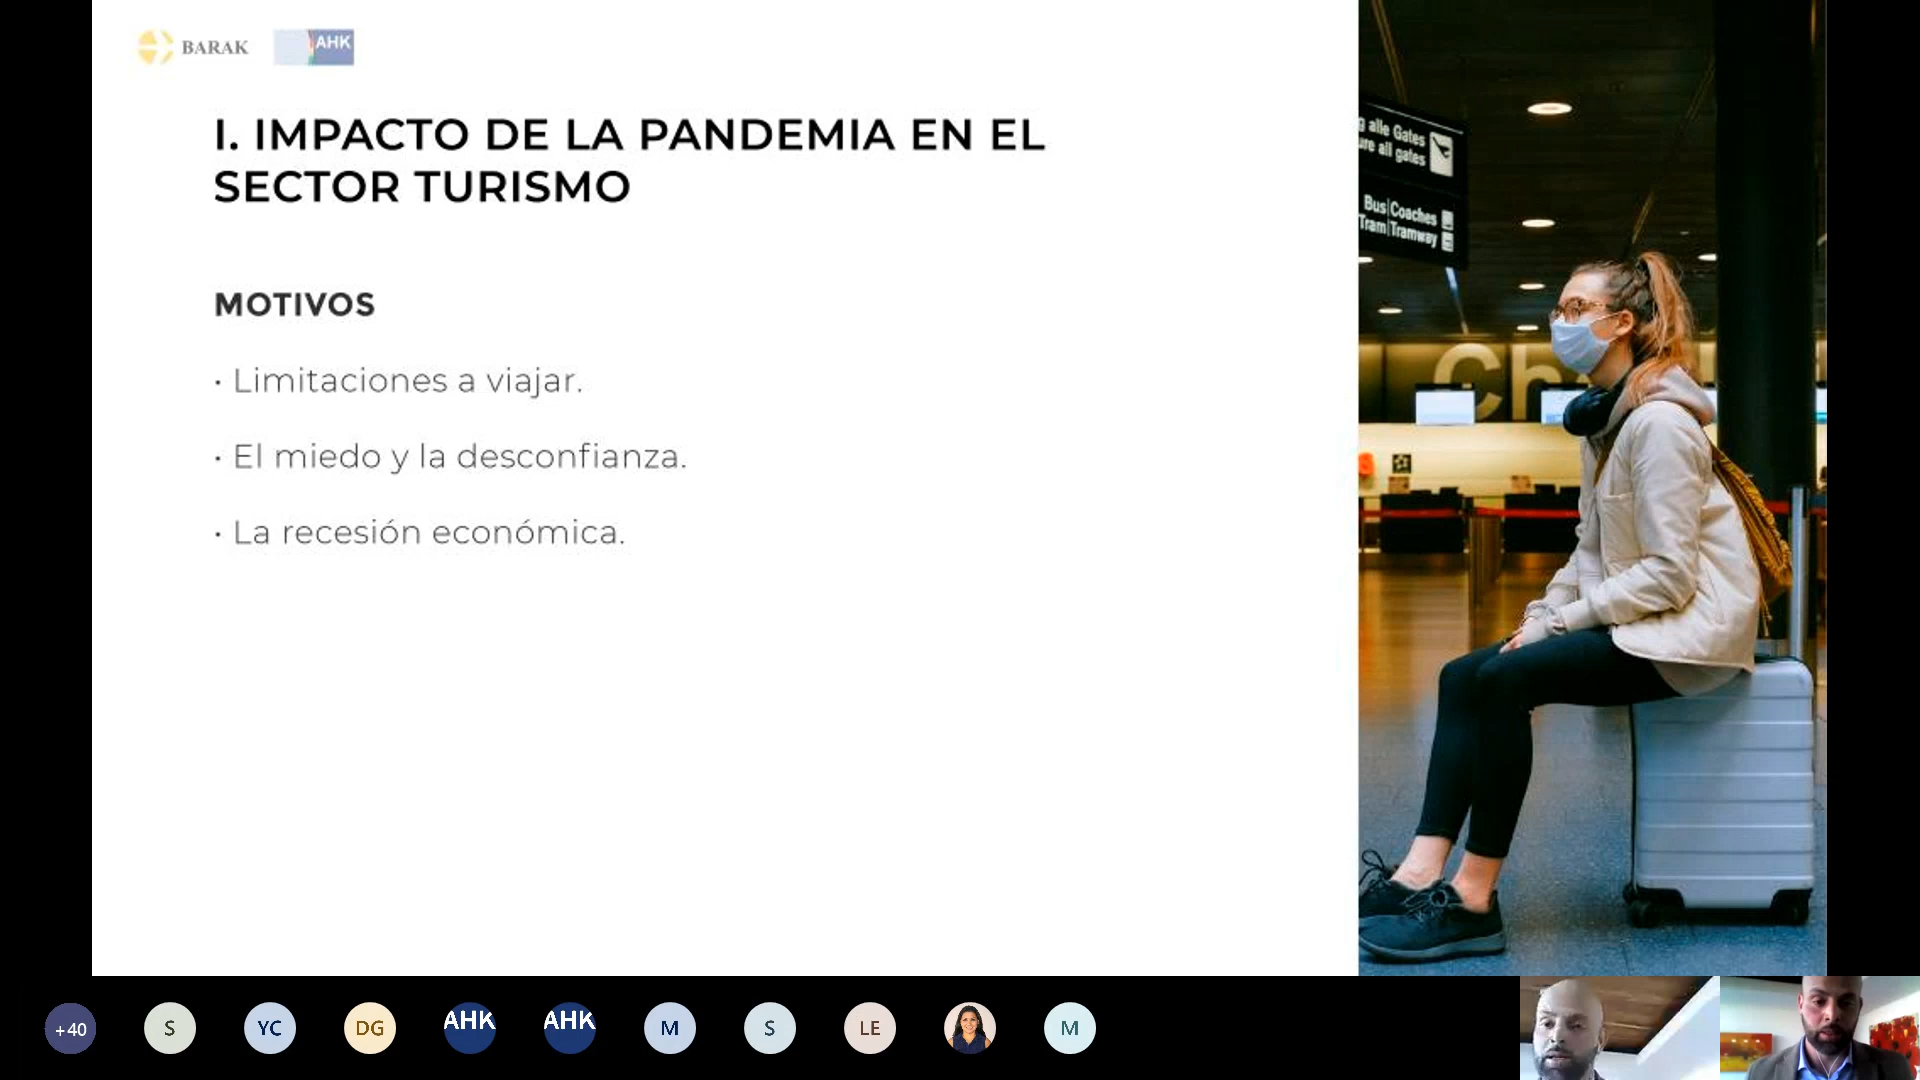 BARAK
AHK
I. IMPACTO DE LA PANDEMIA EN EL
SECTOR TURISMO
MOTIVOS
• Limitaciones a viajar.
• El miedo y la desconfianza.
• La recesión económica.
alle Gates
all gates
Bus|Coaches
Tram|Tramway
Ch
+40
S
YC
DG
AHK
AHK
M
S
LE
M